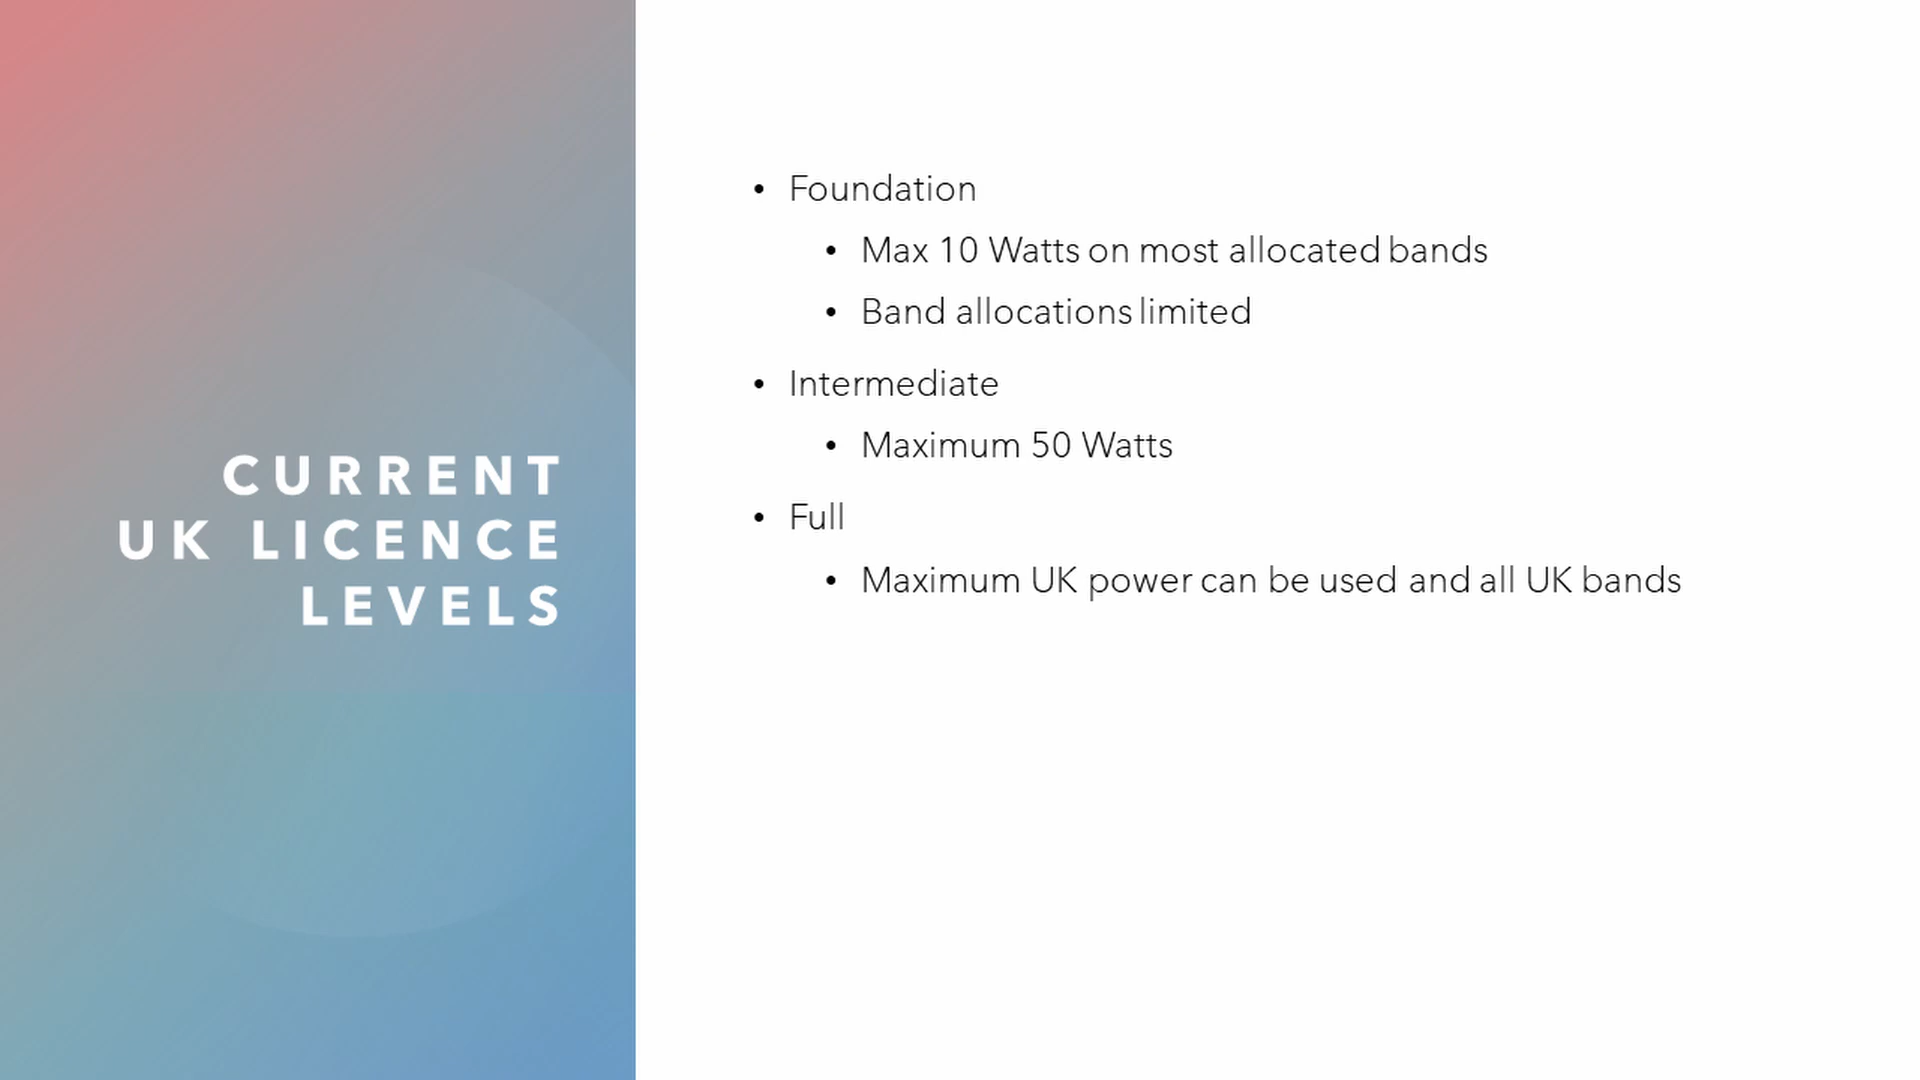 CURRENT
UK LICENCE
LEVELS
• Foundation
• Max 10 Watts on most allocated bands
• Band allocations limited
• Intermediate
• Maximum 50 Watts
• Full
• Maximum UK power can be used and all UK bands